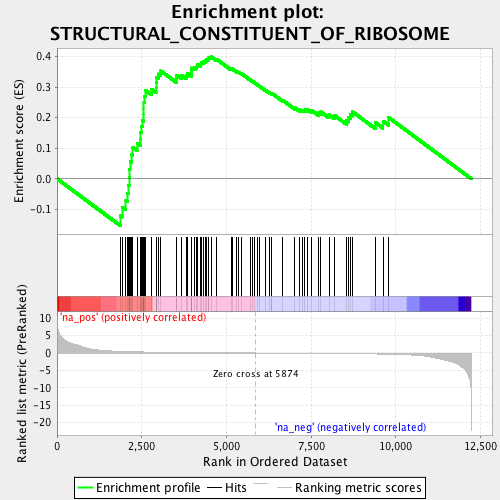 Enrichment plot:
STRUCTURAL_CONSTITUENT_OF_RIBOSOME
Enrichment score (ES)
0.4
0.3
0.2
0.1
0.0
-0.1
'na_pos' (positively correlated)
Ranked list metric (PreRanked)
10
5
0
-5
-10
-15
-20
Zero cross at 5874
'na_neg' (negatively correlated)
0
2,500
5,000
7,500
10,000
12,500
Rank in Ordered Dataset
Enrichment profile
Hits
Ranking metric scores